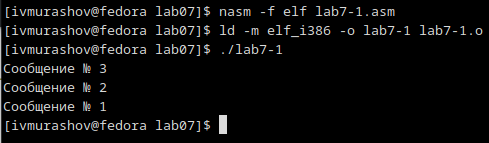 [ivmurashov@fedora lab07]$ nasm -f elf lab7-1.asm
[ivmurashov@fedora lab07]$ ld -m elf_i386 -o lab7-1 lab7-1.o
[ivmurashov@fedora lab07]$ ./lab7-1
Сообщение № 3
Сообщение № 2
Сообщение № 1
[ivmurashov@fedora lab07]$